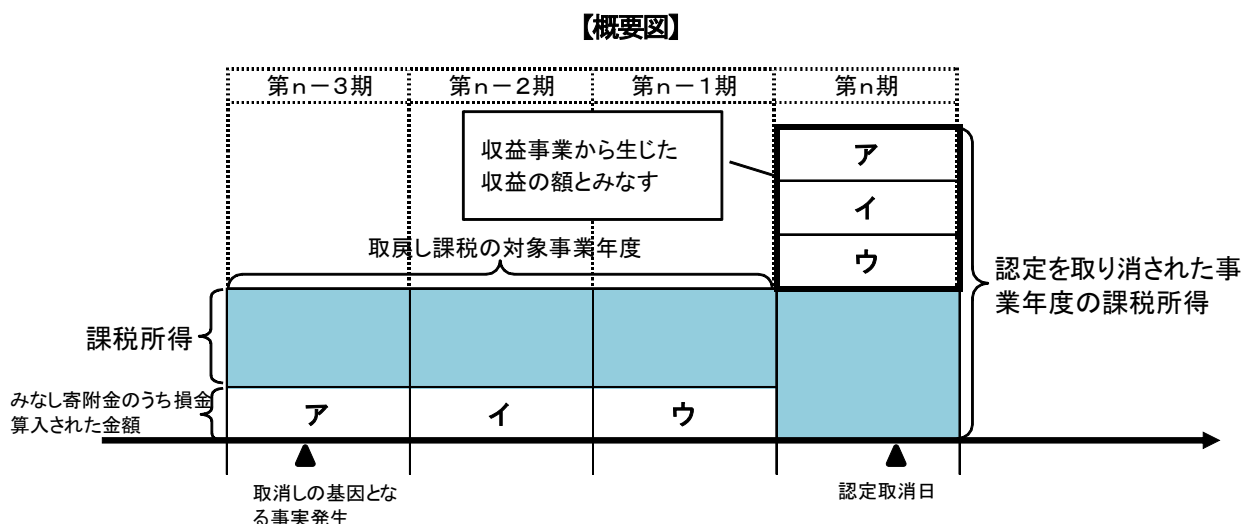 【概要図】
第n－3期
第n－2期
第n－1期
第n期
収益事業から生じた
収益の額とみなす
ア
イ
ウ
取戻し課税の対象事業年度
認定を取り消された事
業年度の課税所得
課税所得
みなし寄附金のうち損金
算入された金額
ア
イ
ウ
取消しの基因とな
る事実発生
認定取消日